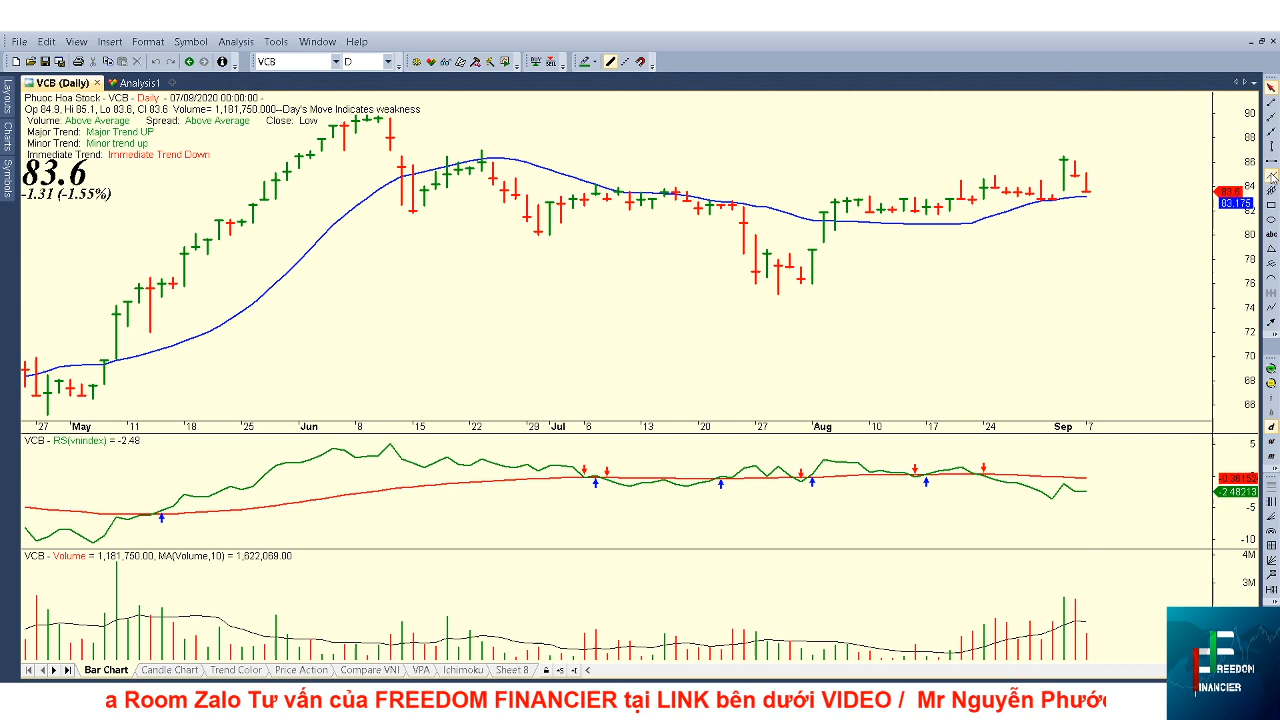 File Edit View Insert Format Symbol Analysis Tools Window Help
VCB D
VCB (Daily) Analysis1
Layouts
Charts
Symbols
Phuoc Hoa Stock - VCB - Daily - 07/09/2020 00:00:00 -
Op 84.9, Hi 85.1, Lo 83.6, Cl 83.6 Volume= 1,181,750.000--Day's Move Indicates weakness
Volume: Above Average Spread: Above Average Close: Low
Major Trend: Major Trend UP
Minor Trend: Minor trend up
Immediate Trend: Immediate Trend Down
83.6
-1.31 (-1.55%)
90
88
86
84
83.6
83.175
82
80
78
76
74
72
70
68
66
27 May 11 18 25 Jun 8 15 22 29 Jul 6 13 20 27 Aug 10 17 24 Sep 7
VCB - RS(vnindex) = -2.48
5
-0.36152
-2.48213
-5
-10
VCB - Volume = 1,181,750.00, MA(Volume,10) = 1,622,069.00
4M
3M
Bar Chart Candle Chart Trend Color Price Action Compare VNI VPA Ichimoku Sheet 8
FREEDOM
FINANCIER
a Room Zalo Tư vấn của FREEDOM FINANCIER tại LINK bên dưới VIDEO / Mr Nguyễn Phước